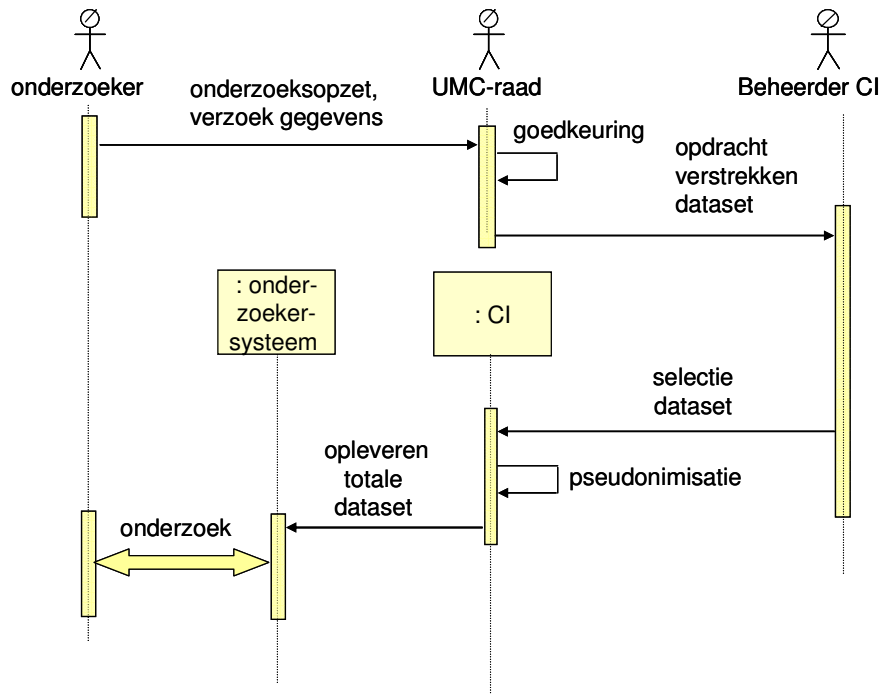 onderzoeker
UMC-raad
Beheerder CI
onderzoeksopzet,
verzoek gegevens
goedkeuring
opdracht
verstrekken
dataset
: onder-
zoeker-
systeem
: CI
selectie
dataset
opleveren
totale
dataset
pseudonimisatie
onderzoek